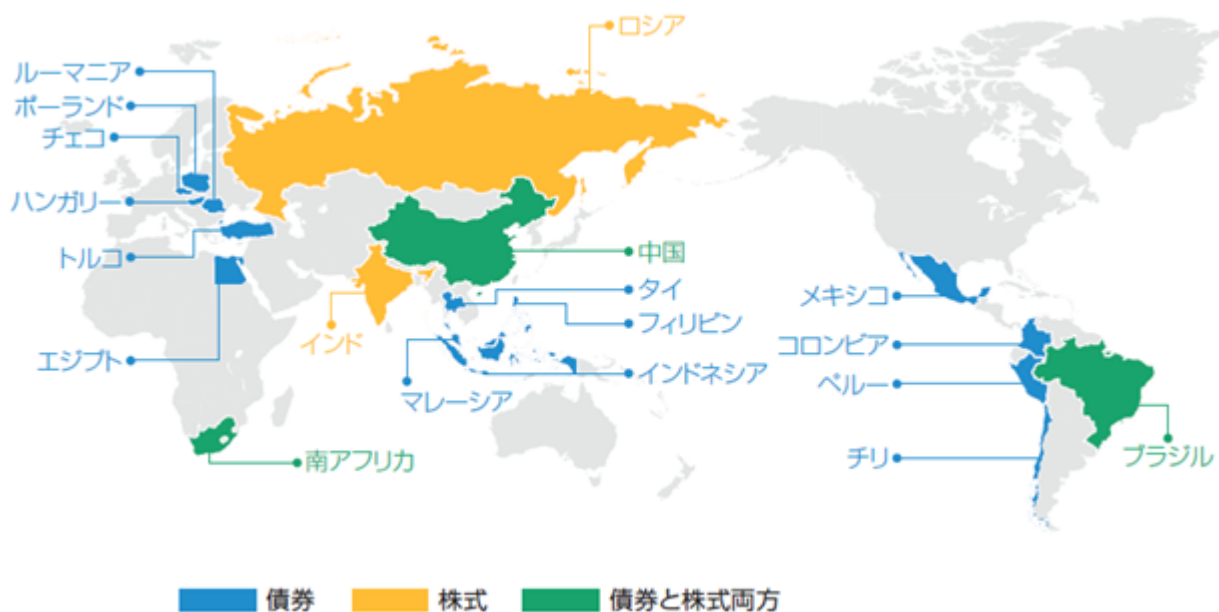 ロシア
ルーマニア
ポーランド
チェコ
ハンガリー
トルコ
エジプト
南アフリカ
インド
中国
タイ
フィリピン
インドネシア
マレーシア
メキシコ
コロンビア
ペルー
チリ
ブラジル
債券
株式
債券と株式両方